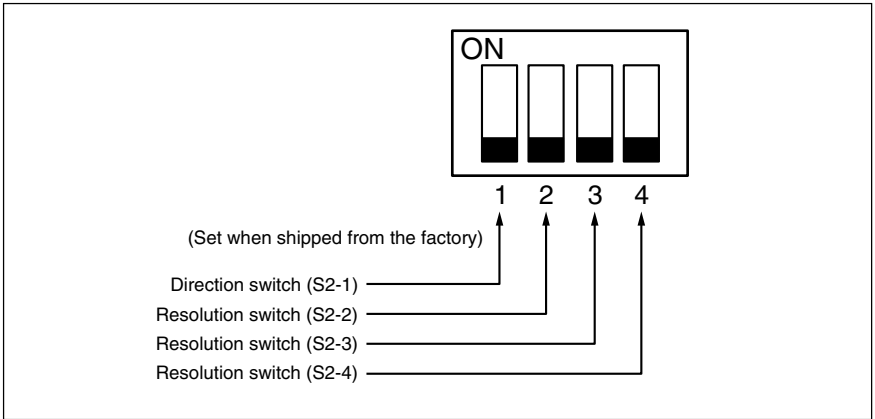 ON
1 2 3 4
(Set when shipped from the factory)
Direction switch (S2-1)
Resolution switch (S2-2)
Resolution switch (S2-3)
Resolution switch (S2-4)